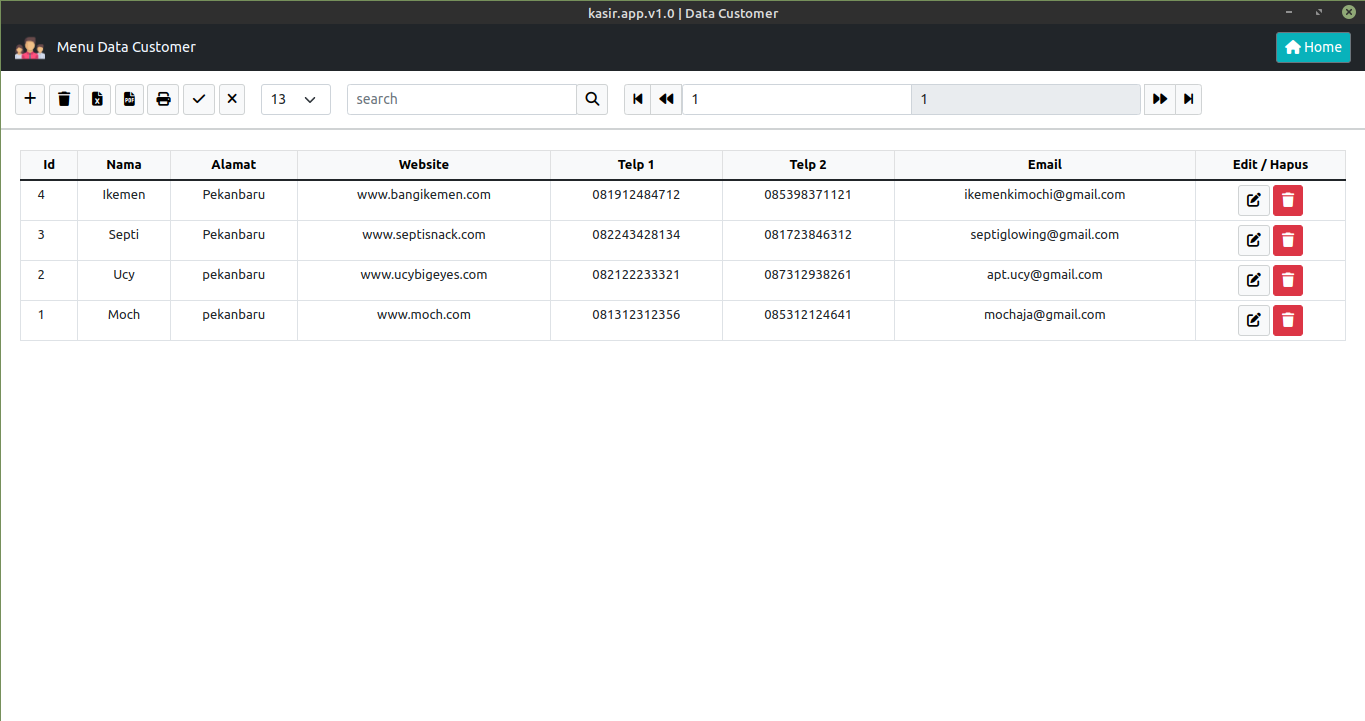 kasir.app.v1.0 | Data Customer
Menu Data Customer Home
13 search 1 1
Id Nama Alamat Website Telp 1 Telp 2 Email Edit / Hapus
4 Ikemen Pekanbaru www.bangikemen.com 081912484712 085398371121 ikemenkimochi@gmail.com
3 Septi Pekanbaru www.septisnack.com 082243428134 081723846312 septiglowing@gmail.com
2 Ucy pekanbaru www.ucybigeyes.com 082122233321 087312938261 apt.ucy@gmail.com
1 Moch pekanbaru www.moch.com 081312312356 085312124641 mochaja@gmail.com